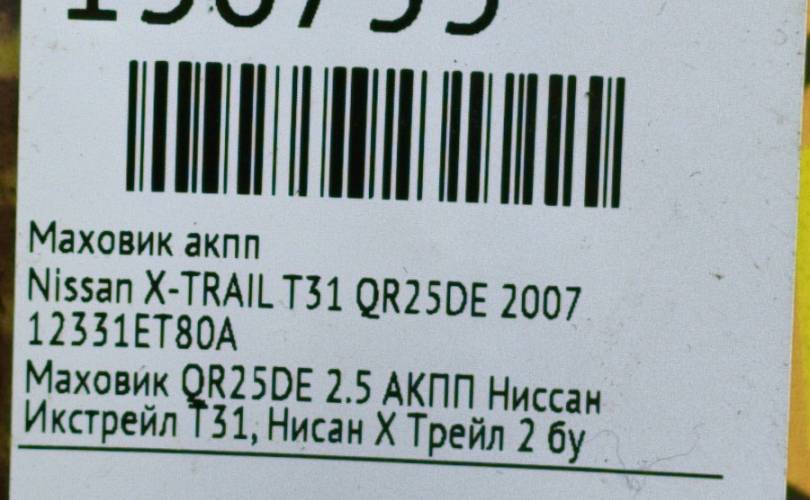 Маховик акпп
Nissan X-TRAIL T31 QR25DE 2007
12331ET80A
Маховик QR25DE 2.5 АКПП Ниссан
Икстрейл Т31, Нисан Х Трейл 2 бу